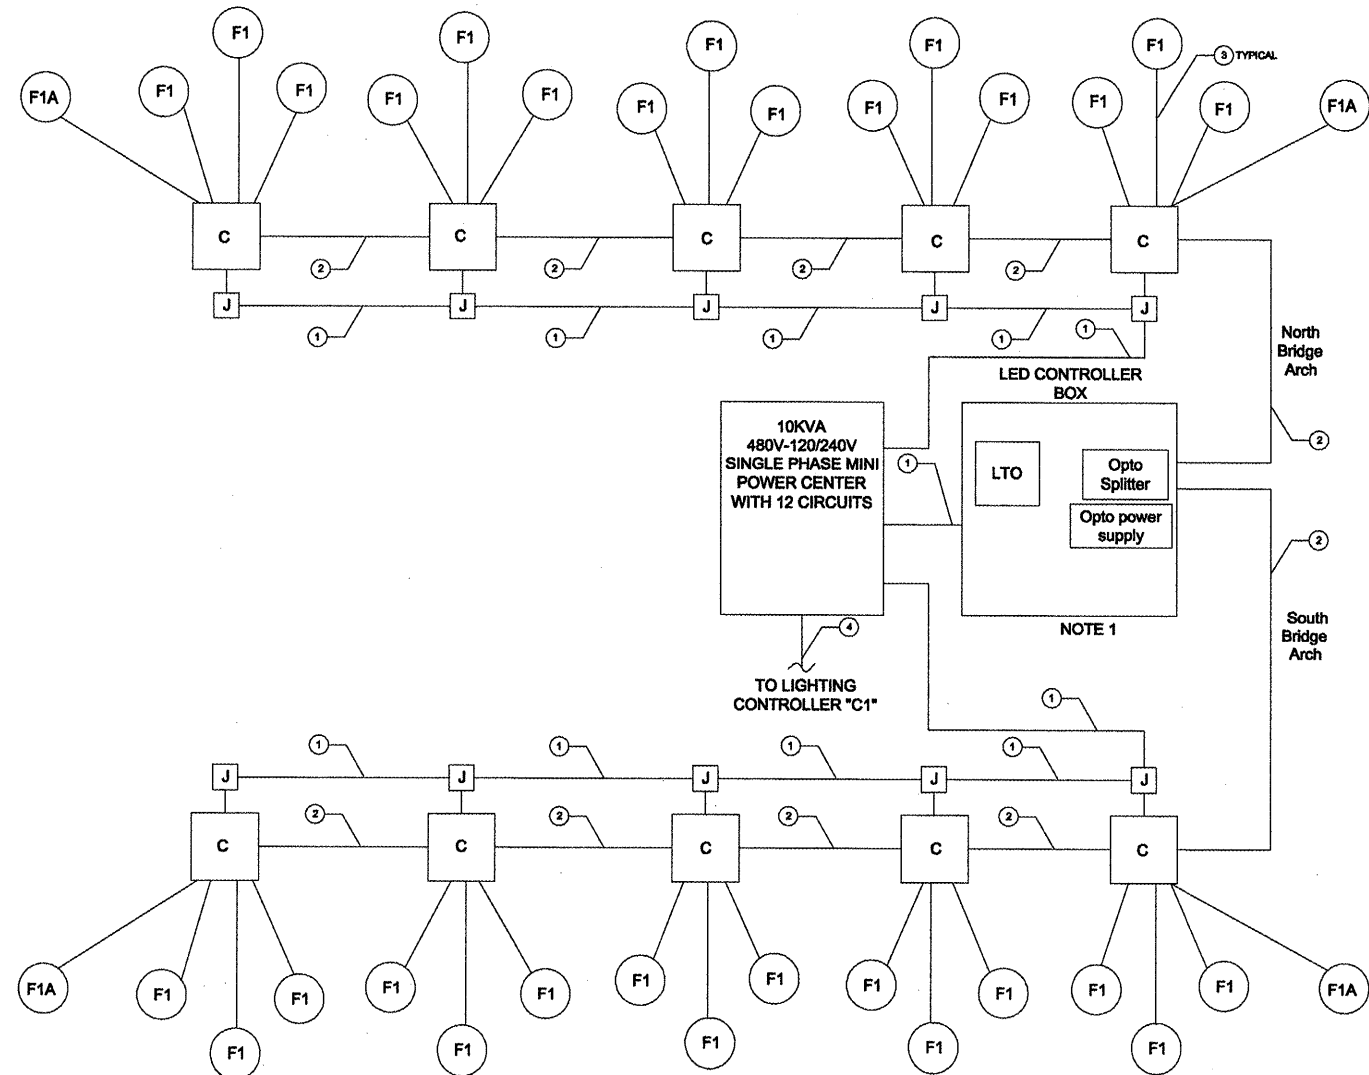 F1
F1
F1
F1
F1
3 TYPICAL
F1A
F1
F1
F1
F1
F1
F1
F1
F1
F1
F1
F1A
C
C
C
C
C
2
2
2
2
J
J
J
J
J
1
1
1
1
1
North
Bridge
Arch
LED CONTROLLER
BOX
10KVA
480V-120/240V
SINGLE PHASE MINI
POWER CENTER
WITH 12 CIRCUITS
1
LTO
Opto
Splitter
Opto power
supply
2
2
NOTE 1
South
Bridge
Arch
4
TO LIGHTING
CONTROLLER "C1"
1
1
1
1
1
J
J
J
J
J
2
2
2
2
C
C
C
C
C
F1A
F1
F1
F1
F1
F1
F1
F1
F1
F1
F1
F1A
F1
F1
F1
F1
F1